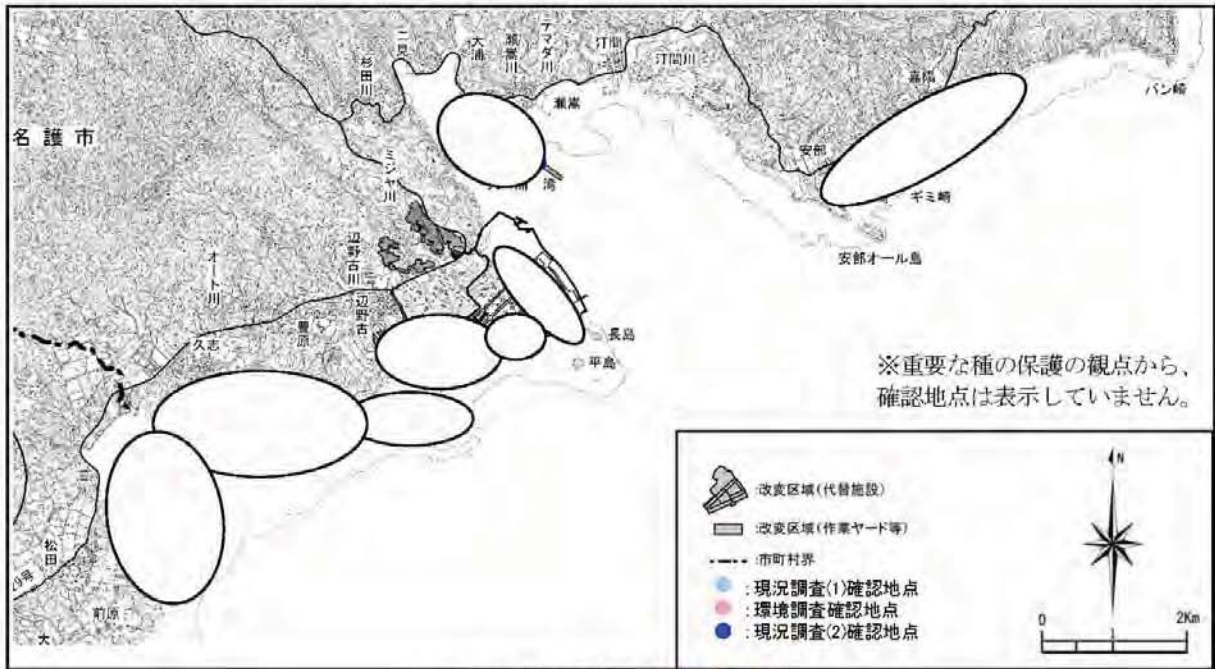 名護市
杉田川
二見
大浦
瀬嵩川
テマダ川
汀間
汀間川
瀬嵩
嘉陽
バン崎
安部
ギミ崎
安部オール島
湾
ミジャ川
辺野古川
辺野古
オート川
豊原
久志
長島
平島
松田
前原
29号
大
※重要な種の保護の観点から、
確認地点は表示していません。
:改変区域(代替施設)
:改変区域(作業ヤード等)
:市町村界
:現況調査(1)確認地点
:環境調査確認地点
:現況調査(2)確認地点
N
0 2Km